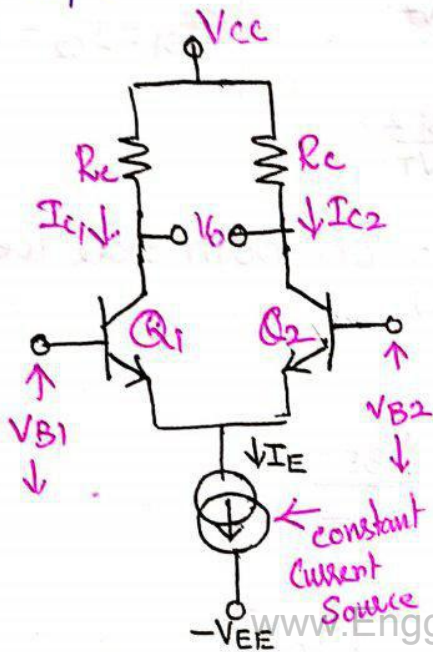 VCC
Rc
Rc
Ic1
Vo
Ic2
Q1
Q2
VB1
VB2
IE
constant
Current
Source
www.Engg
-VEE